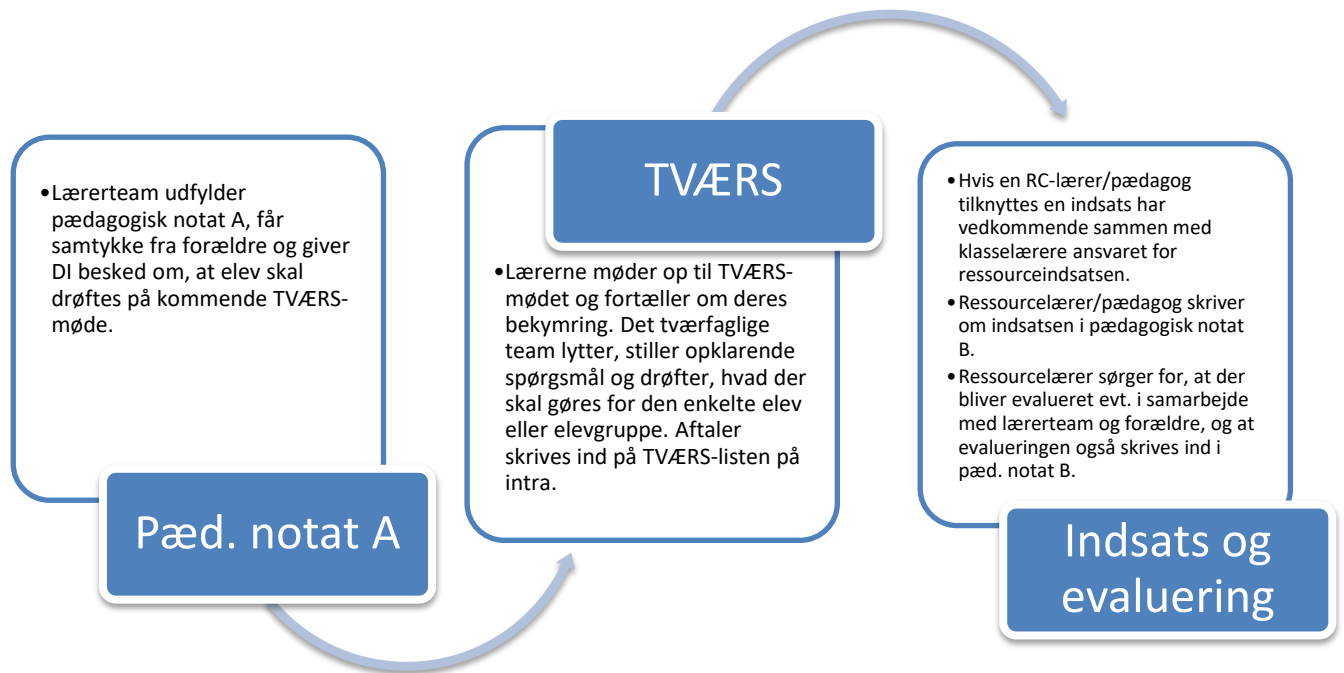 •Lærerteam udfylder
pædagogisk notat A, får
samtykke fra forældre og giver
DI besked om, at elev skal
drøftes på kommende TVÆRS-
møde.
Pæd. notat A
TVÆRS
•Lærerne møder op til TVÆRS-
mødet og fortæller om deres
bekymring. Det tværfaglige
team lytter, stiller opklarende
spørgsmål og drøfter, hvad der
skal gøres for den enkelte elev
eller elevgruppe. Aftaler
skrives ind på TVÆRS-listen på
intra.
•Hvis en RC-lærer/pædagog
tilknyttes en indsats har
vedkommende sammen med
klasselærere ansvaret for
ressourceindsatsen.
•Ressourcelærer/pædagog skriver
om indsatsen i pædagogisk notat
B.
•Ressourcelærer sørger for, at der
bliver evalueret evt. i samarbejde
med lærerteam og forældre, og at
evalueringen også skrives ind i
pæd. notat B.
Indsats og
evaluering